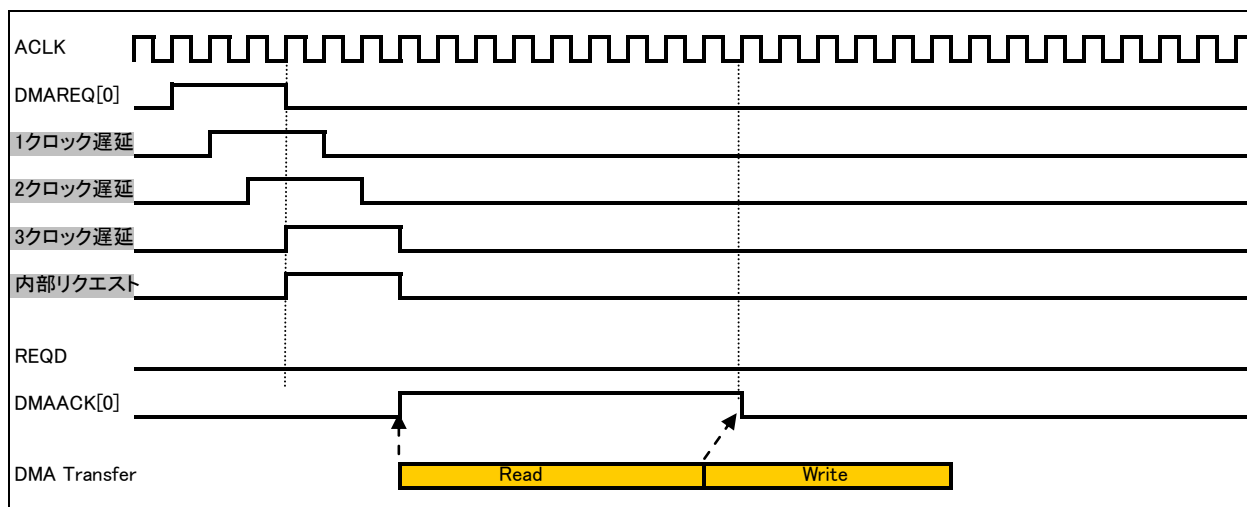 ACLK
DMAREQ[0]
1クロック遅延
2クロック遅延
3クロック遅延
内部リクエスト
REQD
DMAACK[0]
DMA Transfer Read Write